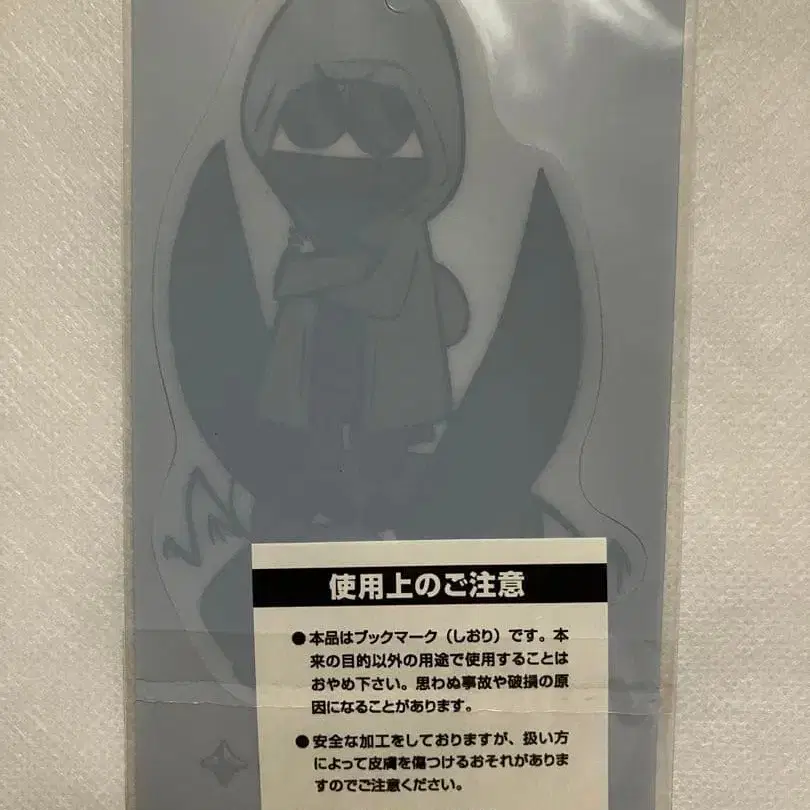 使用上のご注意
●本品はブックマーク（しおり）です。本
来の目的以外の用途で使用することは
おやめ下さい。思わぬ事故や破損の原
因になることがあります。
●安全な加工をしておりますが、扱い方
によって皮膚を傷つけるおそれがありま
すのでご注意ください。